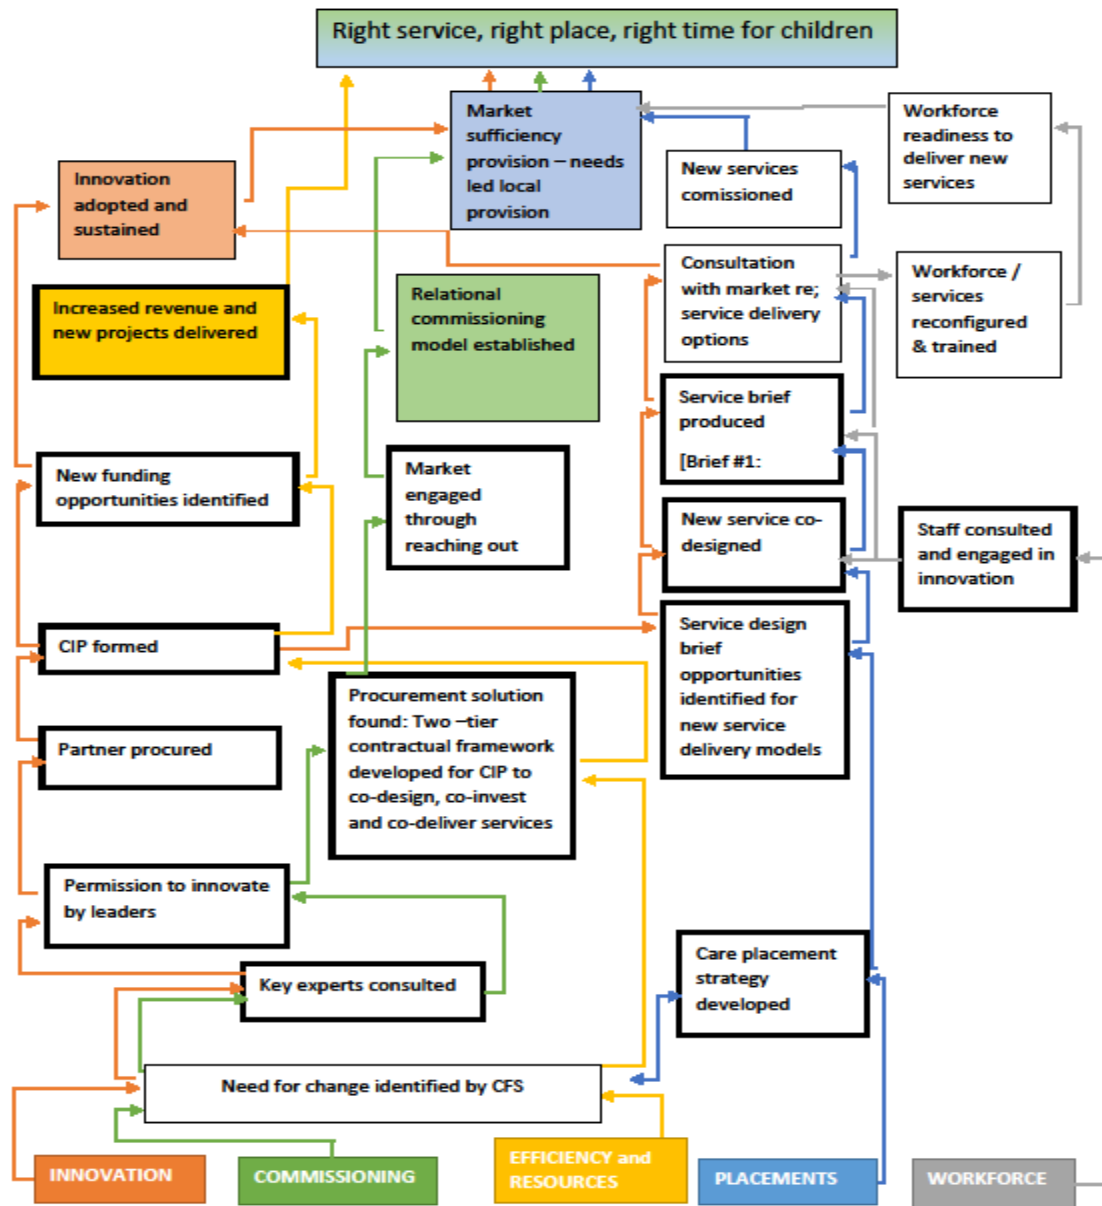 Right service, right place, right time for children
Market
sufficiency
provision – needs
led local
provision
Workforce
readiness to
deliver new
services
New services
comissioned
Innovation
adopted and
sustained
Consultation
with market re;
service delivery
options
Workforce /
services
reconfigured
& trained
Increased revenue and
new projects delivered
Relational
commissioning
model established
Service brief
produced
[Brief #1:
New funding
opportunities identified
Market
engaged
through
reaching out
New service co-
designed
Staff consulted
and engaged in
innovation
CIP formed
Service design
brief
opportunities
identified for
new service
delivery models
Procurement solution
found: Two –tier
contractual framework
developed for CIP to
co-design, co-invest
and co-deliver services
Partner procured
Permission to innovate
by leaders
Care placement
strategy
developed
Key experts consulted
Need for change identified by CFS
INNOVATION
COMMISSIONING
EFFICIENCY and
RESOURCES
PLACEMENTS
WORKFORCE